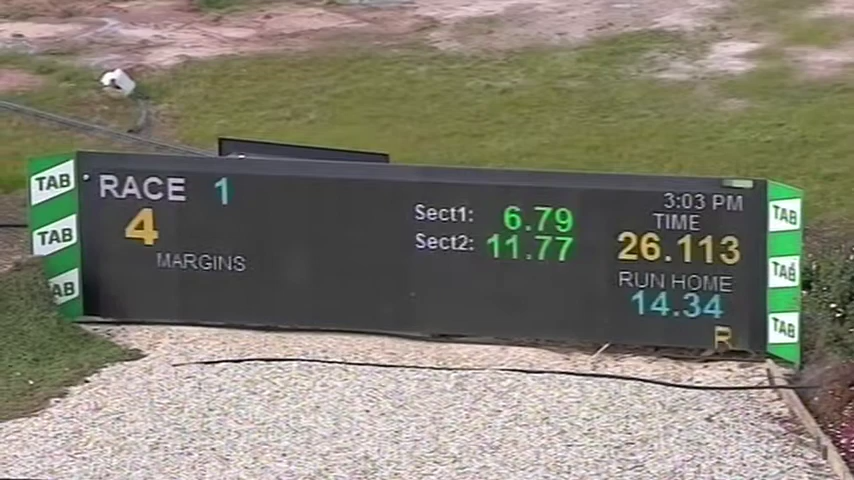 TAB
TAB
AB
RACE 1
4
MARGINS
Sect1: 6.79
Sect2: 11.77
3:03 PM
TIME
26.113
RUN HOME
14.34
R
TAB
TAB
TAB